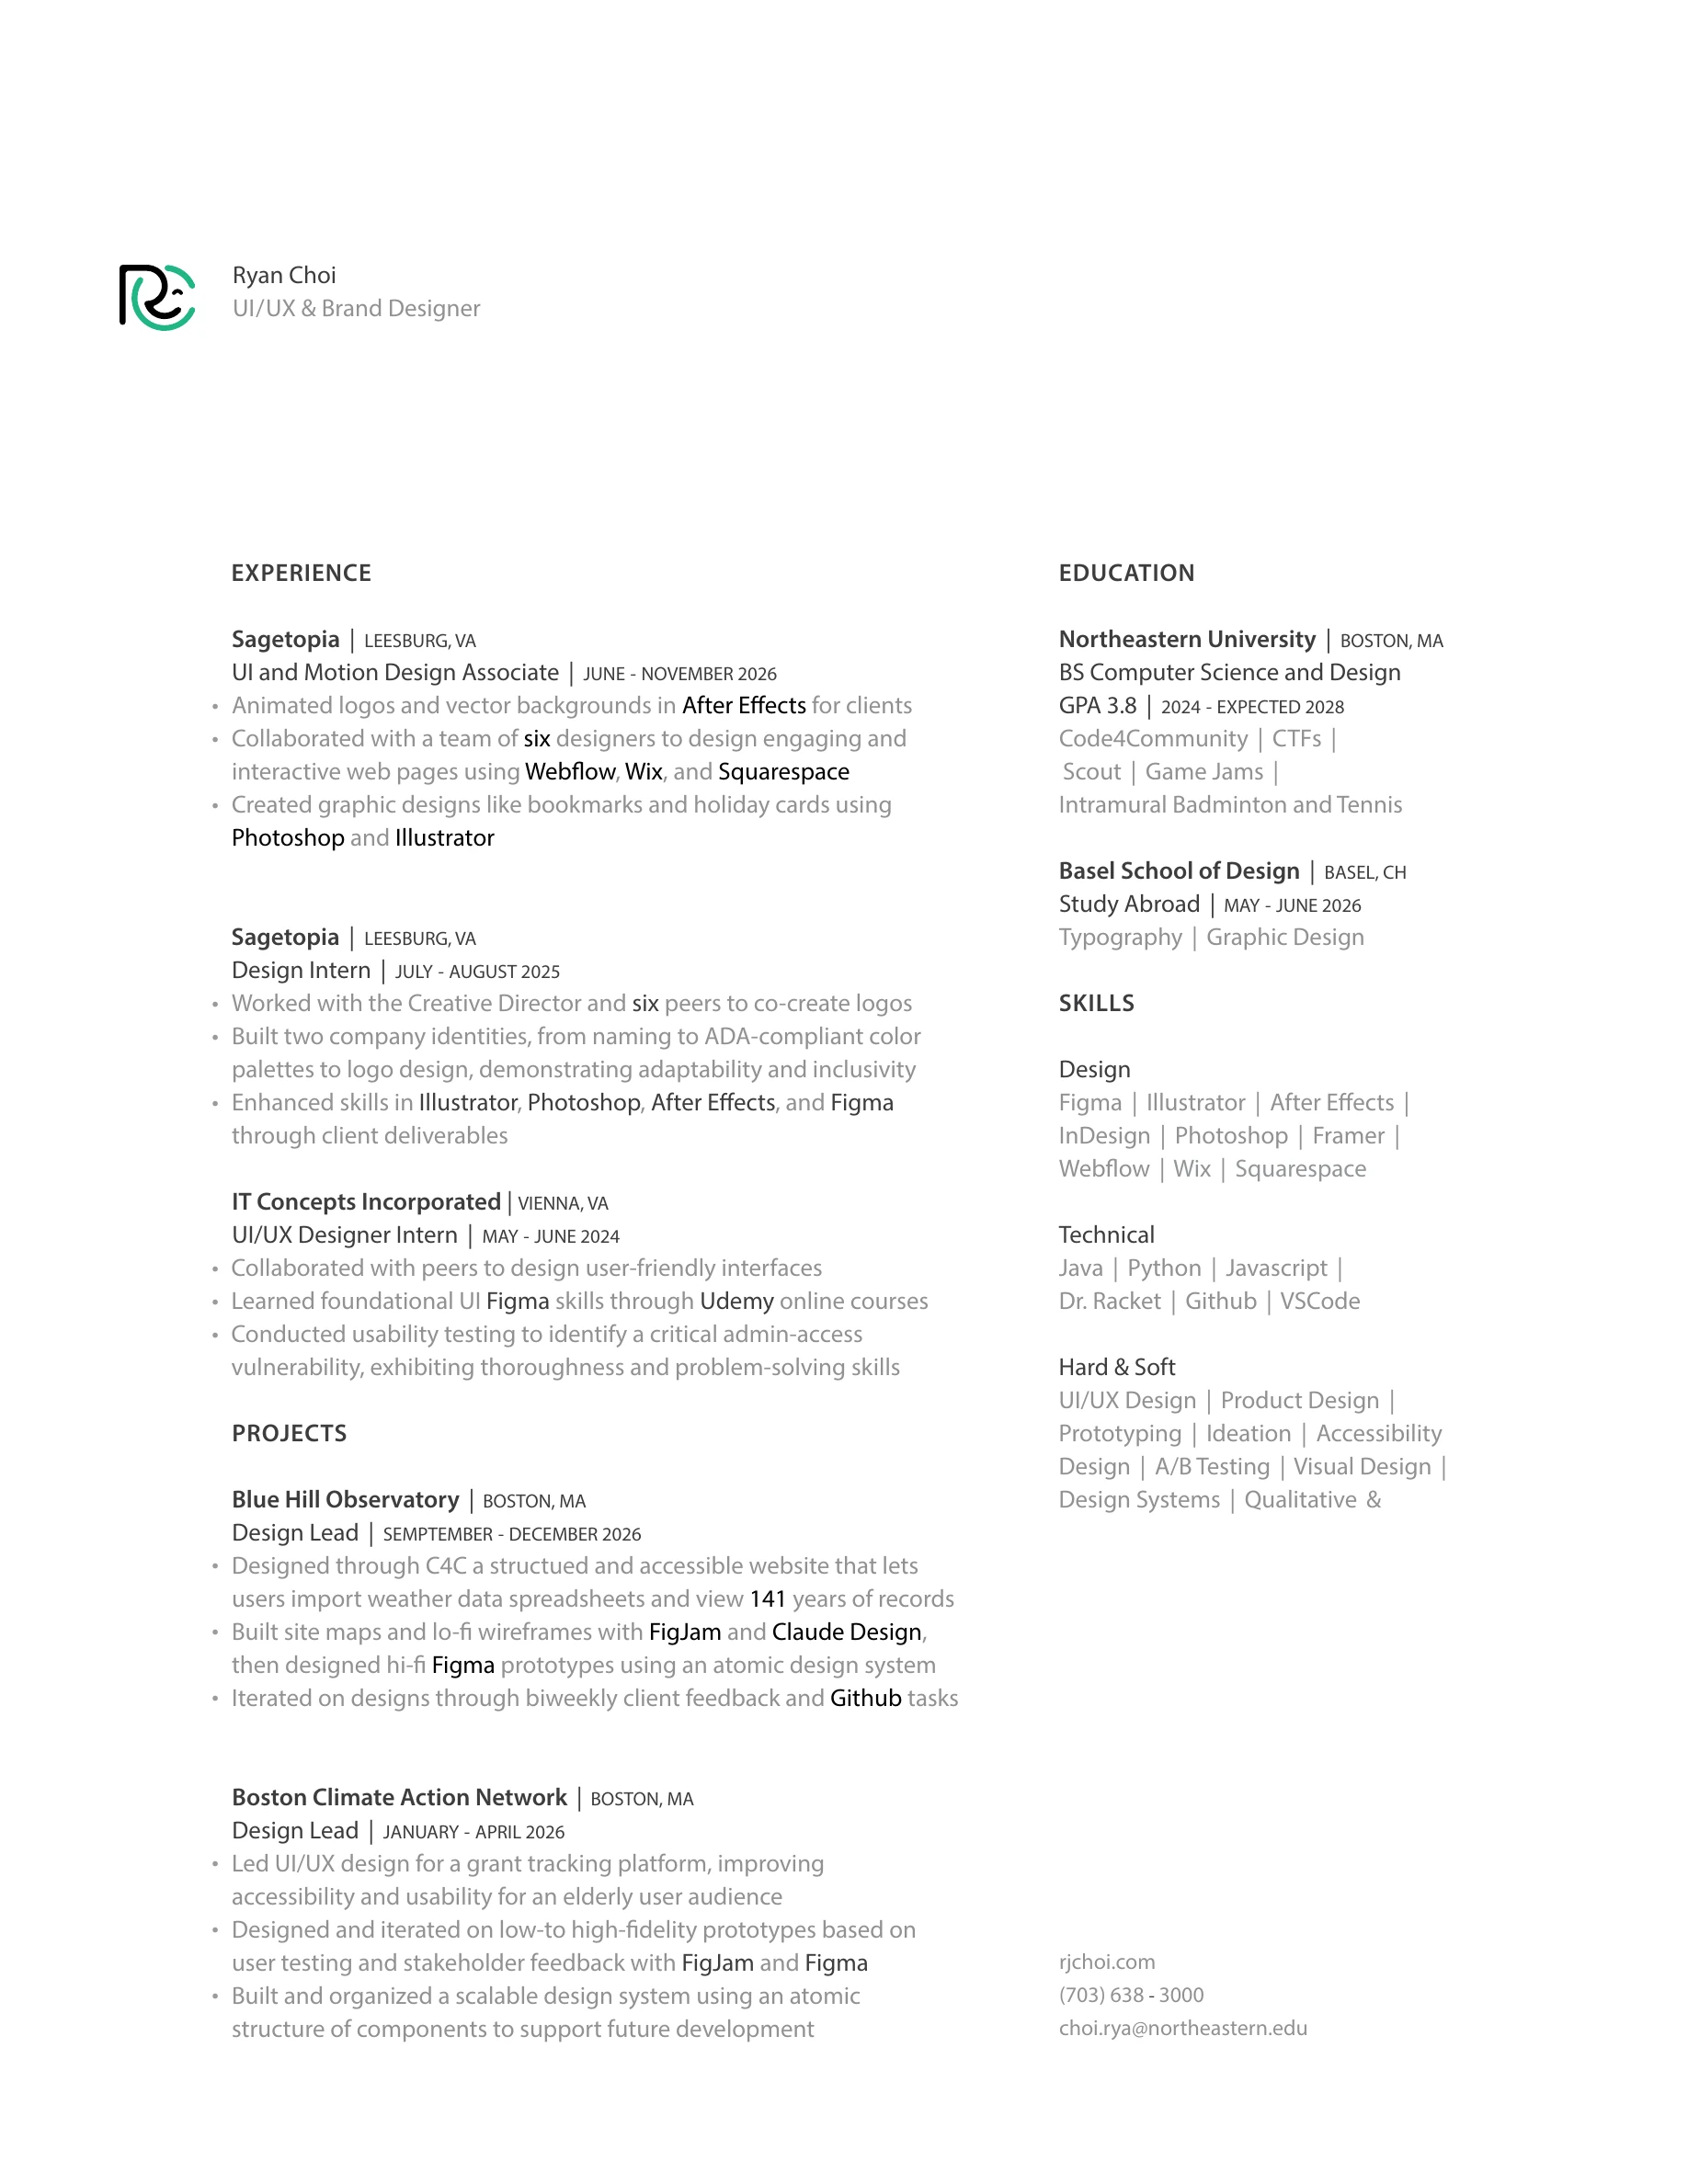 RC
Ryan Choi
UI/UX & Brand Designer
EXPERIENCE
Sagetopia | LEESBURG, VA
UI and Motion Design Associate | JUNE - NOVEMBER 2026
• Animated logos and vector backgrounds in After Effects for clients
• Collaborated with a team of six designers to design engaging and
interactive web pages using Webflow, Wix, and Squarespace
• Created graphic designs like bookmarks and holiday cards using
Photoshop and Illustrator
Sagetopia | LEESBURG, VA
Design Intern | JULY - AUGUST 2025
• Worked with the Creative Director and six peers to co-create logos
• Built two company identities, from naming to ADA-compliant color
palettes to logo design, demonstrating adaptability and inclusivity
• Enhanced skills in Illustrator, Photoshop, After Effects, and Figma
through client deliverables
IT Concepts Incorporated | VIENNA, VA
UI/UX Designer Intern | MAY - JUNE 2024
• Collaborated with peers to design user-friendly interfaces
• Learned foundational UI Figma skills through Udemy online courses
• Conducted usability testing to identify a critical admin-access
vulnerability, exhibiting thoroughness and problem-solving skills
PROJECTS
Blue Hill Observatory | BOSTON, MA
Design Lead | SEMPTEMBER - DECEMBER 2026
• Designed through C4C a structued and accessible website that lets
users import weather data spreadsheets and view 141 years of records
• Built site maps and lo-fi wireframes with FigJam and Claude Design,
then designed hi-fi Figma prototypes using an atomic design system
• Iterated on designs through biweekly client feedback and Github tasks
Boston Climate Action Network | BOSTON, MA
Design Lead | JANUARY - APRIL 2026
• Led UI/UX design for a grant tracking platform, improving
accessibility and usability for an elderly user audience
• Designed and iterated on low-to high-fidelity prototypes based on
user testing and stakeholder feedback with FigJam and Figma
• Built and organized a scalable design system using an atomic
structure of components to support future development
EDUCATION
Northeastern University | BOSTON, MA
BS Computer Science and Design
GPA 3.8 | 2024 - EXPECTED 2028
Code4Community | CTFs |
Scout | Game Jams |
Intramural Badminton and Tennis
Basel School of Design | BASEL, CH
Study Abroad | MAY - JUNE 2026
Typography | Graphic Design
SKILLS
Design
Figma | Illustrator | After Effects |
InDesign | Photoshop | Framer |
Webflow | Wix | Squarespace
Technical
Java | Python | Javascript |
Dr. Racket | Github | VSCode
Hard & Soft
UI/UX Design | Product Design |
Prototyping | Ideation | Accessibility
Design | A/B Testing | Visual Design |
Design Systems | Qualitative &
rjchoi.com
(703) 638 - 3000
choi.rya@northeastern.edu